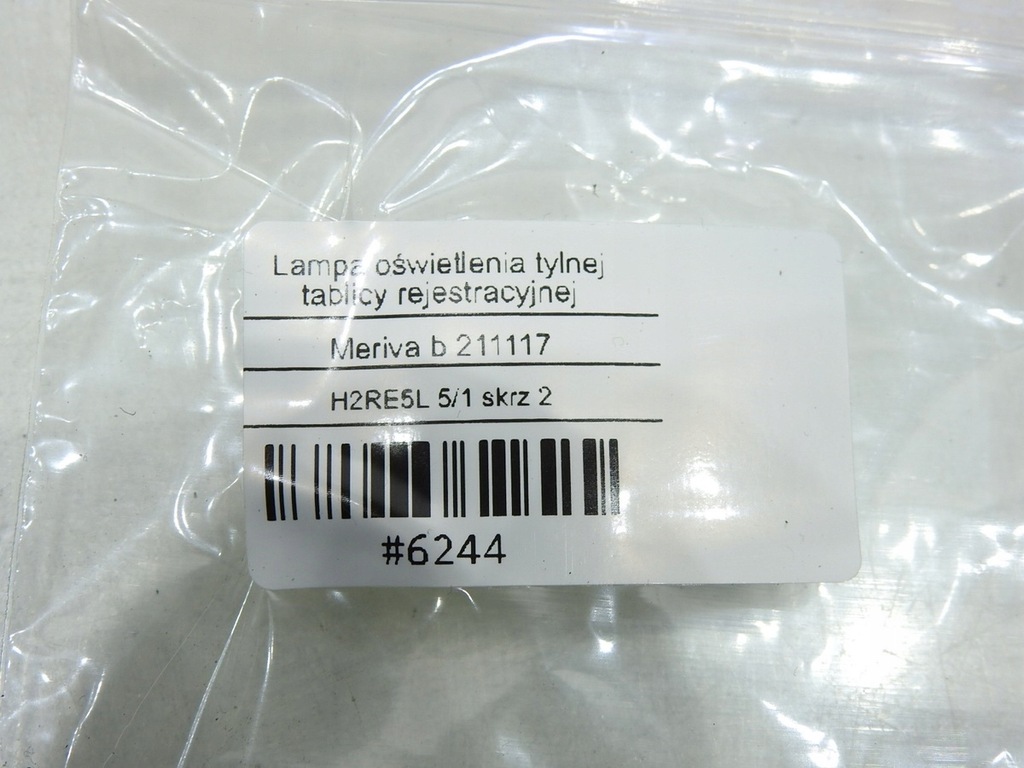 Lampa oświetlenia tylnej
tablicy rejestracyjnej
Meriva b 211117
H2RE5L 5/1 skrz 2
#6244